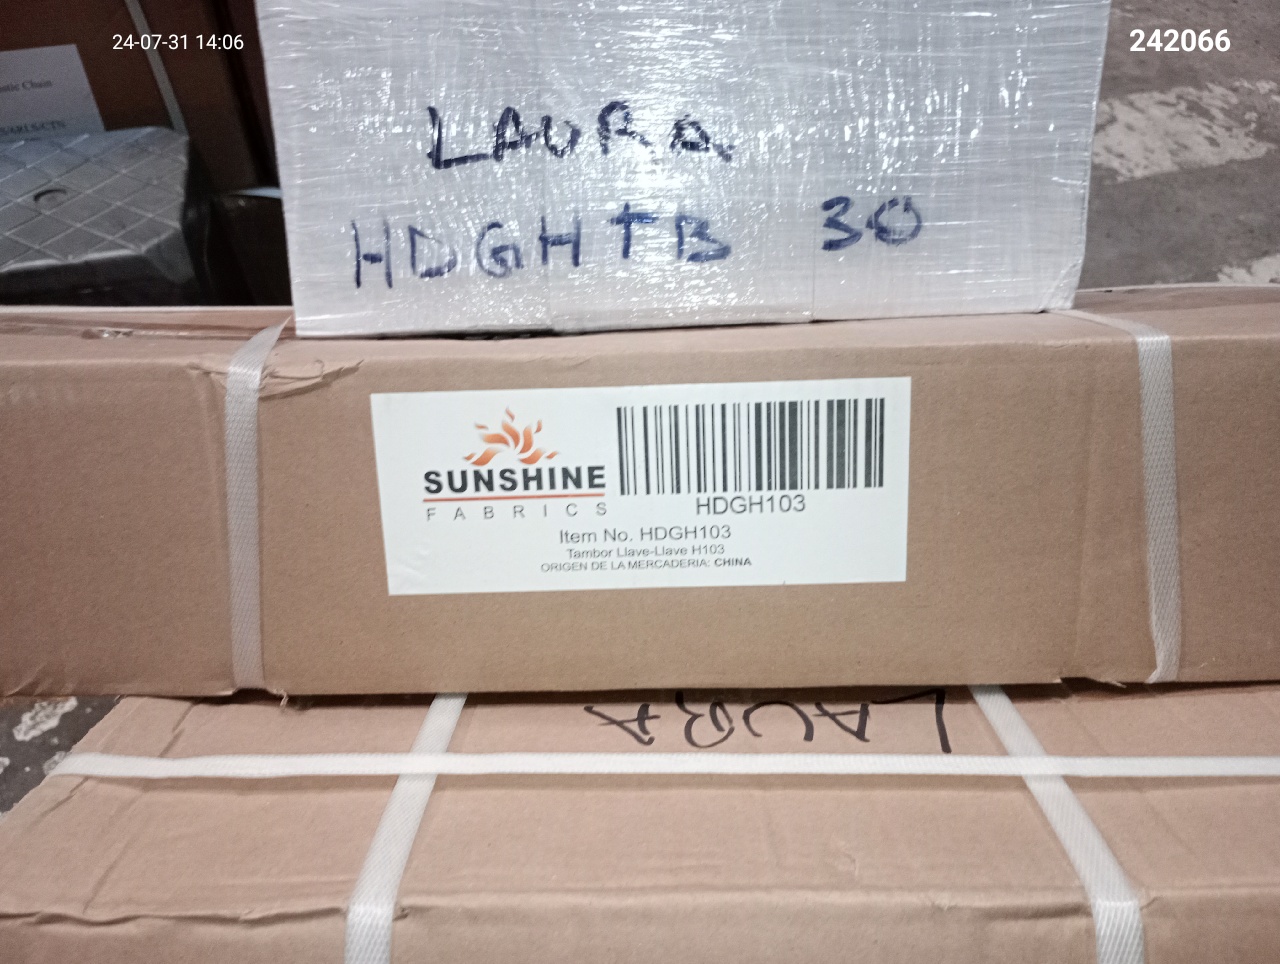 24-07-31 14:06
242066
LAURA
HDGHTB 30
SUNSHINE
FABRICS
HDGH103
Item No. HDGH103
Tambor Llave-Llave H103
ORIGEN DE LA MERCADERIA: CHINA
LAURA